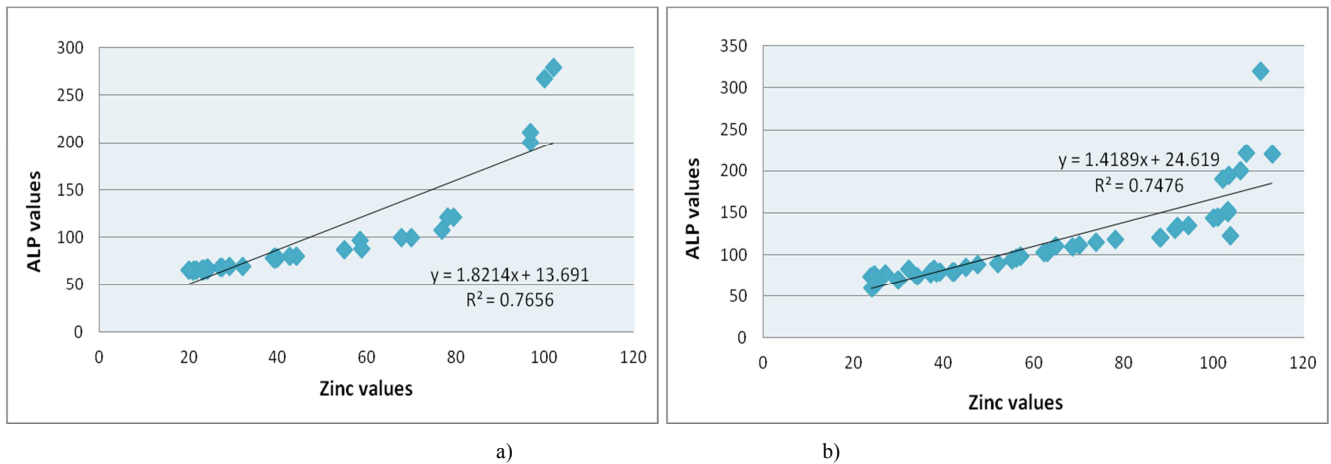 300
250
200
150
100
50
0
ALP values
y = 1.8214x + 13.691
R² = 0.7656
0 20 40 60 80 100 120
Zinc values
350
300
250
200
150
100
50
0
ALP values
y = 1.4189x + 24.619
R² = 0.7476
0 20 40 60 80 100 120
Zinc values
a) b)